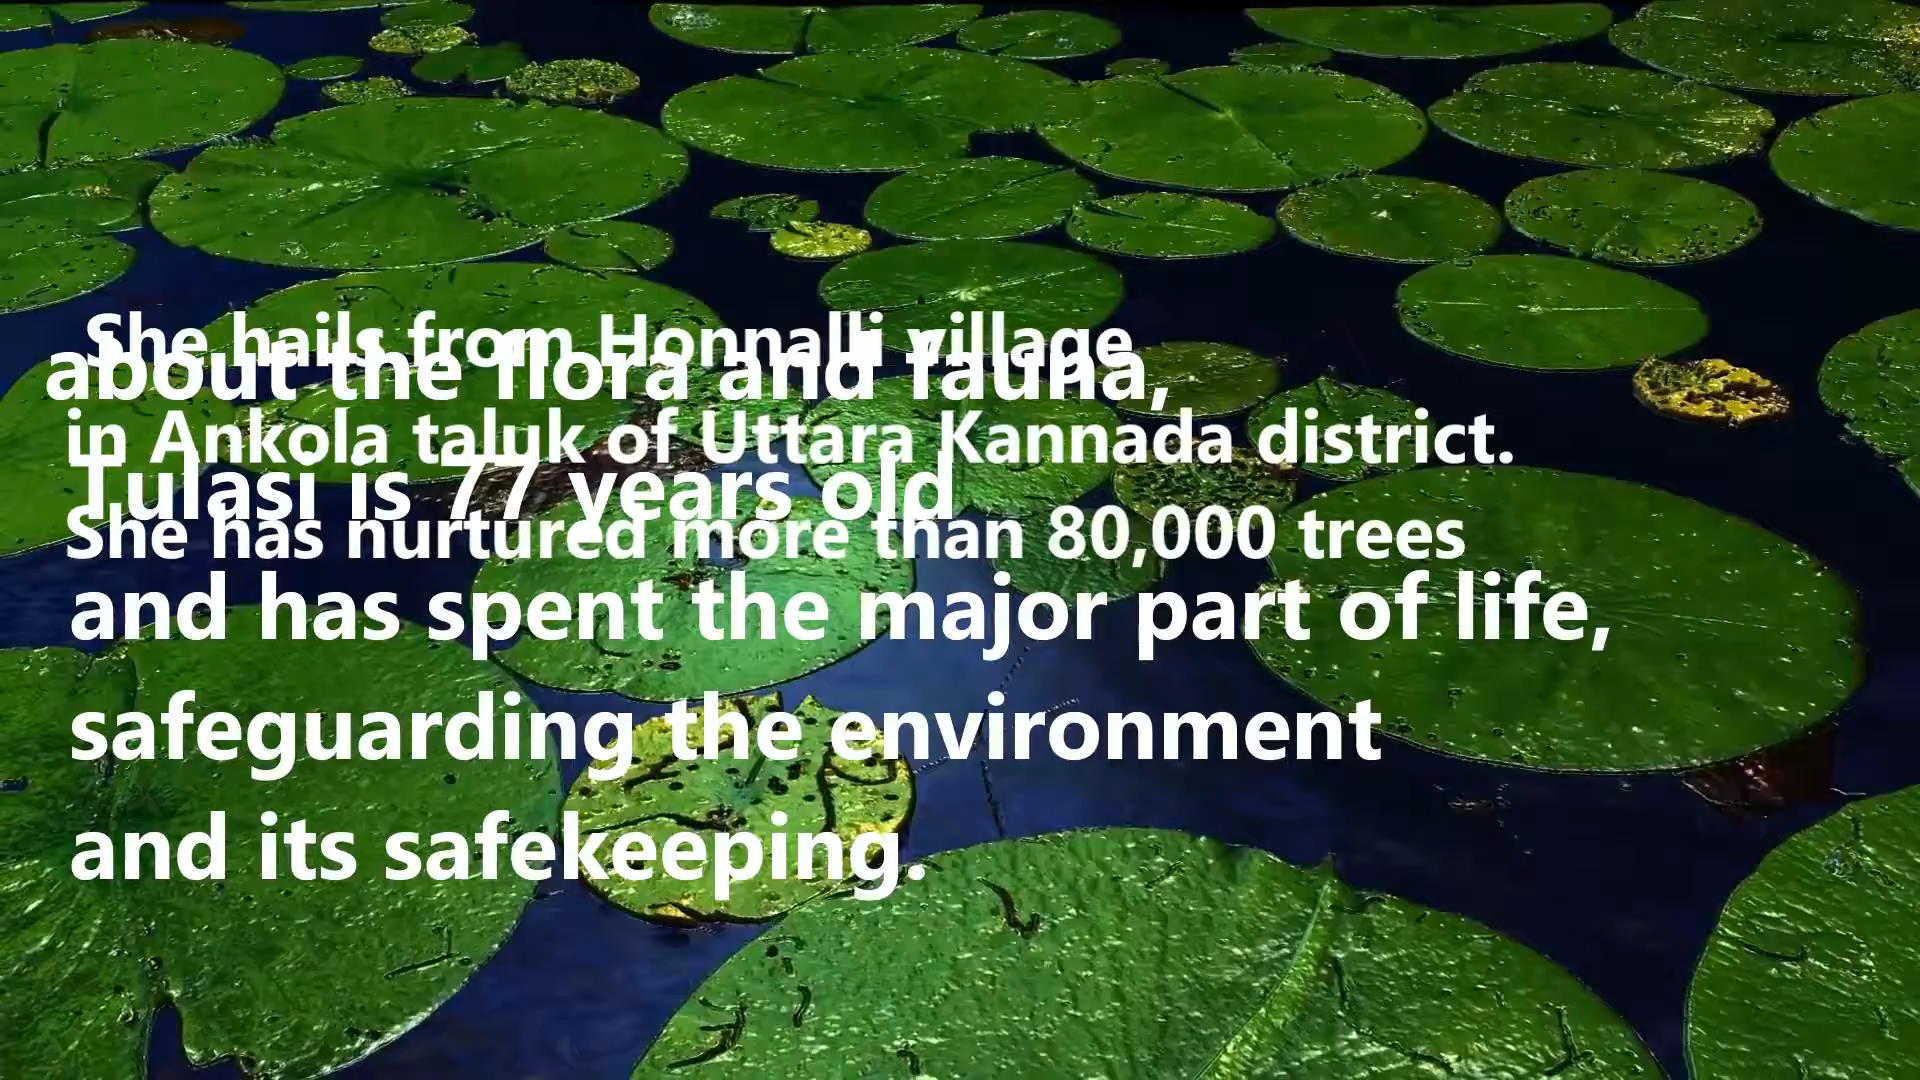 She hails from Honnalli village
about the flora and fauna,
in Ankola taluk of Uttara Kannada district.
Tulasi is 77 years old
She has nurtured more than 80,000 trees
and has spent the major part of life,
safeguarding the environment
and its safekeeping.